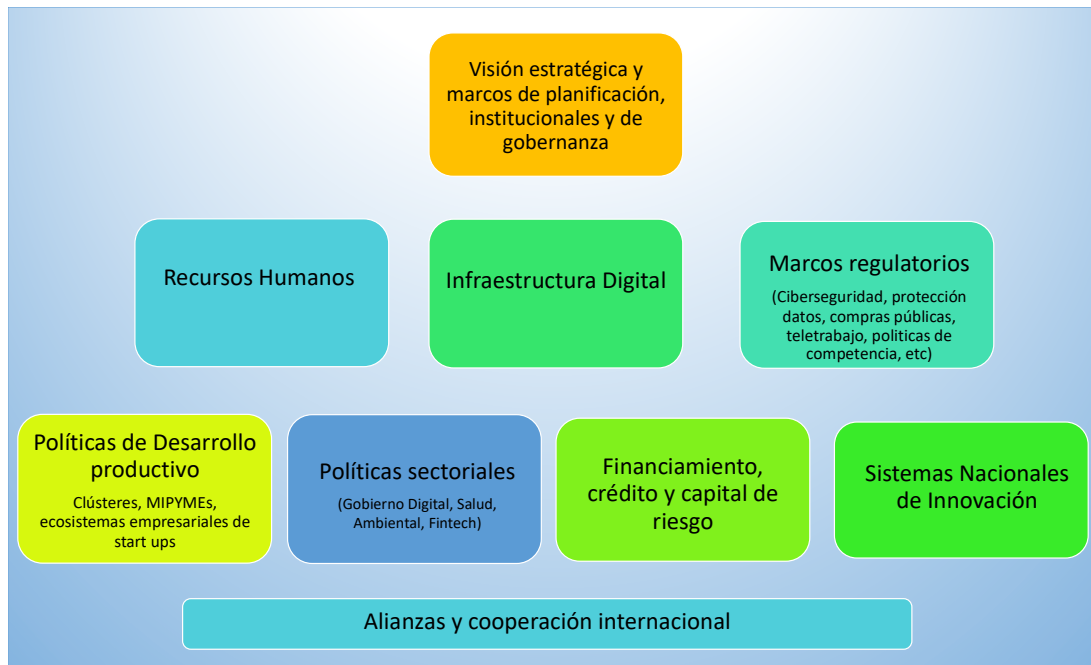 Visión estratégica y
marcos de planificación,
institucionales y de
gobernanza
Recursos Humanos
Infraestructura Digital
Marcos regulatorios
(Ciberseguridad, protección
datos, compras públicas,
teletrabajo, politicas de
competencia, etc)
Políticas de Desarrollo
productivo
Clústeres, MIPYMEs,
ecosistemas empresariales de
start ups
Políticas sectoriales
(Gobierno Digital, Salud,
Ambiental, Fintech)
Financiamiento,
crédito y capital de
riesgo
Sistemas Nacionales
de Innovación
Alianzas y cooperación internacional